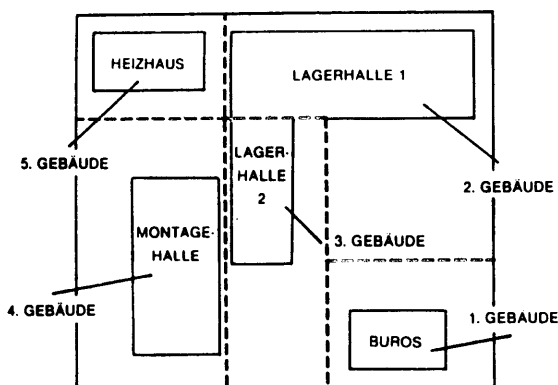 HEIZHAUS
LAGERHALLE 1
5. GEBÄUDE
LAGER-
HALLE
2
2. GEBÄUDE
MONTAGE-
HALLE
3. GEBÄUDE
4. GEBÄUDE
1. GEBAUDE
BUROS